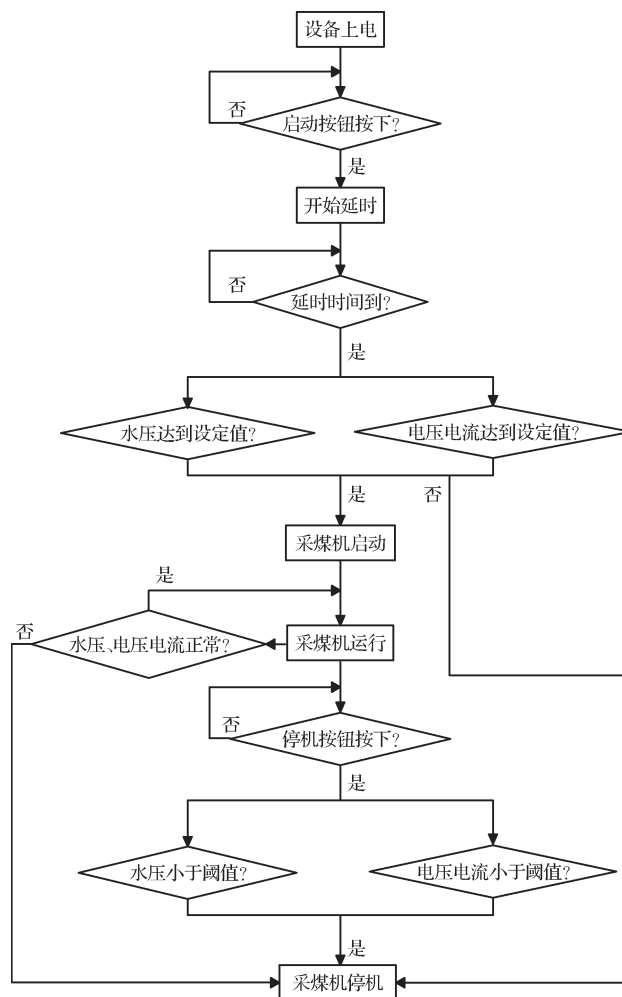 设备上电
否
启动按钮按下?
是
开始延时
否
延时时间到?
是
水压达到设定值?
电压电流达到设定值?
是
否
采煤机启动
是
否
水压、电压电流正常?
采煤机运行
否
停机按钮按下?
是
水压小于阈值?
电压电流小于阈值?
是
采煤机停机